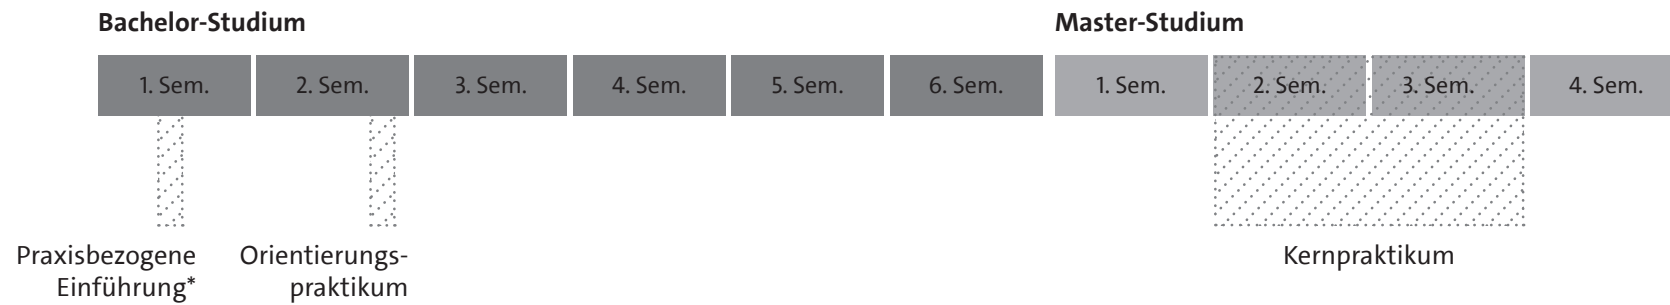 Bachelor-Studium
Master-Studium
1. Sem.
2. Sem.
3. Sem.
4. Sem.
5. Sem.
6. Sem.
1. Sem.
2. Sem.
3. Sem.
4. Sem.
Praxisbezogene
Einführung*
Orientierungs-
praktikum
Kernpraktikum